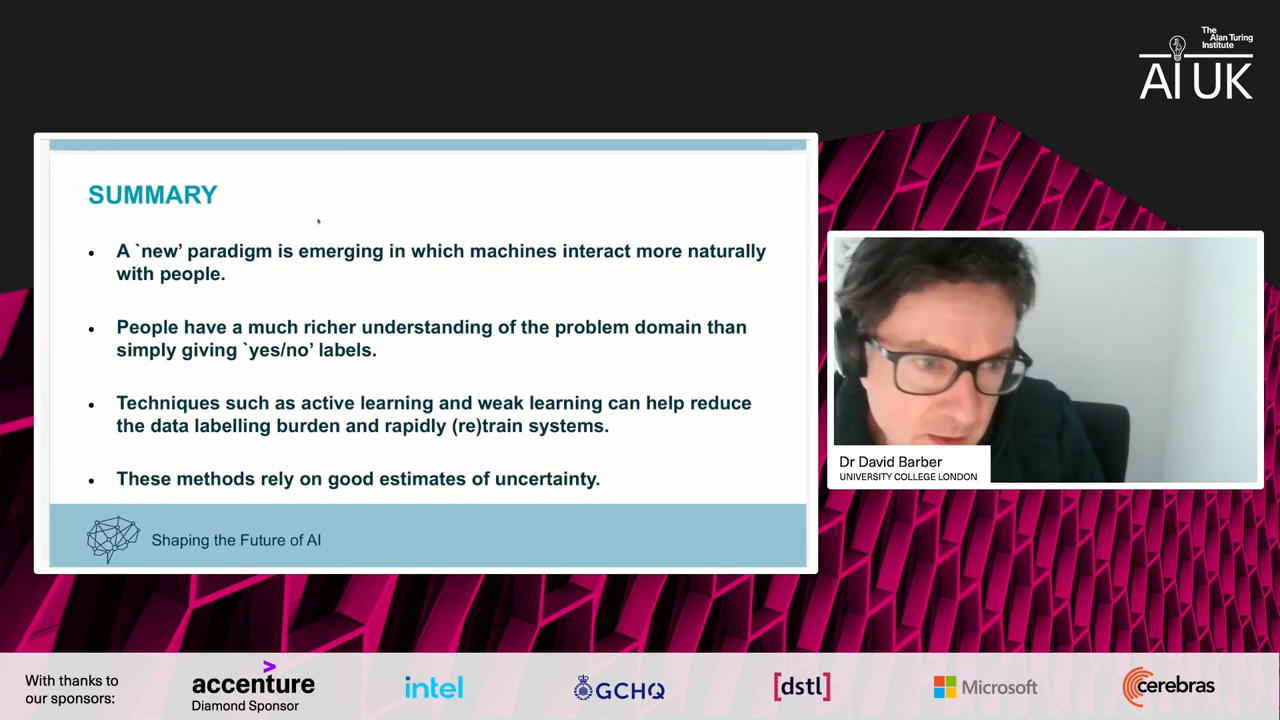 The
Alan Turing
Institute
AI UK
SUMMARY
• A `new’ paradigm is emerging in which machines interact more naturally
with people.
• People have a much richer understanding of the problem domain than
simply giving `yes/no’ labels.
• Techniques such as active learning and weak learning can help reduce
the data labelling burden and rapidly (re)train systems.
• These methods rely on good estimates of uncertainty.
Shaping the Future of AI
Dr David Barber
UNIVERSITY COLLEGE LONDON
With thanks to
our sponsors:
accenture
Diamond Sponsor
intel
GCHQ
[dstl]
Microsoft
cerebras